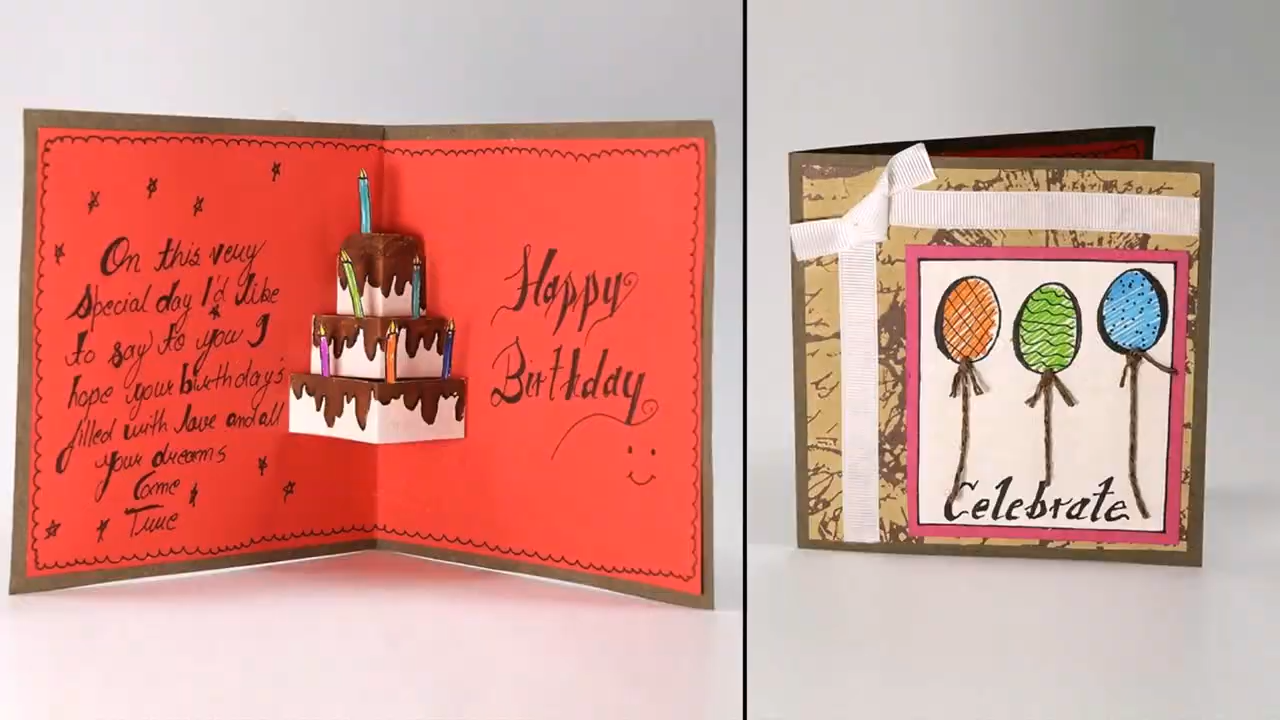 On this very
Special day I'd like
to say to you I
hope your birthday's
filled with love and all
your dreams
Come
True
Happy
Birthday
Celebrate